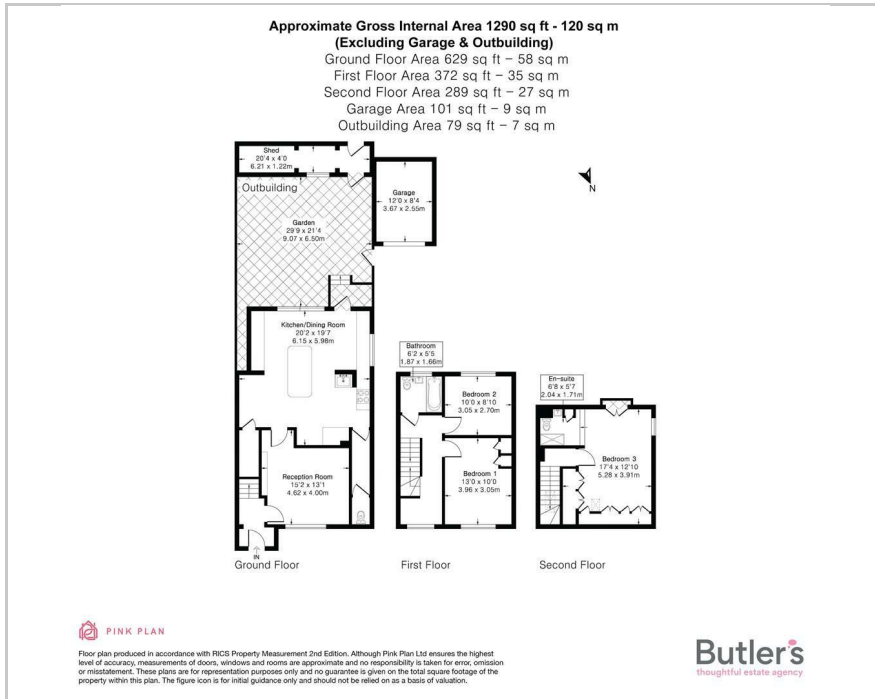 Approximate Gross Internal Area 1290 sq ft - 120 sq m
(Excluding Garage & Outbuilding)
Ground Floor Area 629 sq ft – 58 sq m
First Floor Area 372 sq ft – 35 sq m
Second Floor Area 289 sq ft – 27 sq m
Garage Area 101 sq ft – 9 sq m
Outbuilding Area 79 sq ft – 7 sq m
Shed
20'4 x 4'0
6.21 x 1.22m
Outbuilding
Garage
12'0 x 8'4
3.67 x 2.55m
N
Garden
29'9 x 21'4
9.07 x 6.50m
Kitchen/Dining Room
20'2 x 19'7
6.15 x 5.98m
Reception Room
15'2 x 13'1
4.62 x 4.00m
IN
Ground Floor
Bathroom
6'2 x 5'5
1.87 x 1.66m
Bedroom 2
10'0 x 8'10
3.05 x 2.70m
Bedroom 1
13'0 x 10'0
3.96 x 3.05m
First Floor
En-suite
6'8 x 5'7
2.04 x 1.71m
Bedroom 3
17'4 x 12'10
5.28 x 3.91m
Second Floor
PINK PLAN
Floor plan produced in accordance with RICS Property Measurement 2nd Edition. Although Pink Plan Ltd ensures the highest
level of accuracy, measurements of doors, windows and rooms are approximate and no responsibility is taken for error, omission
or misstatement. These plans are for representation purposes only and no guarantee is given on the total square footage of the
property within this plan. The figure icon is for initial guidance only and should not be relied on as a basis of valuation.
Butler's
thoughtful estate agency